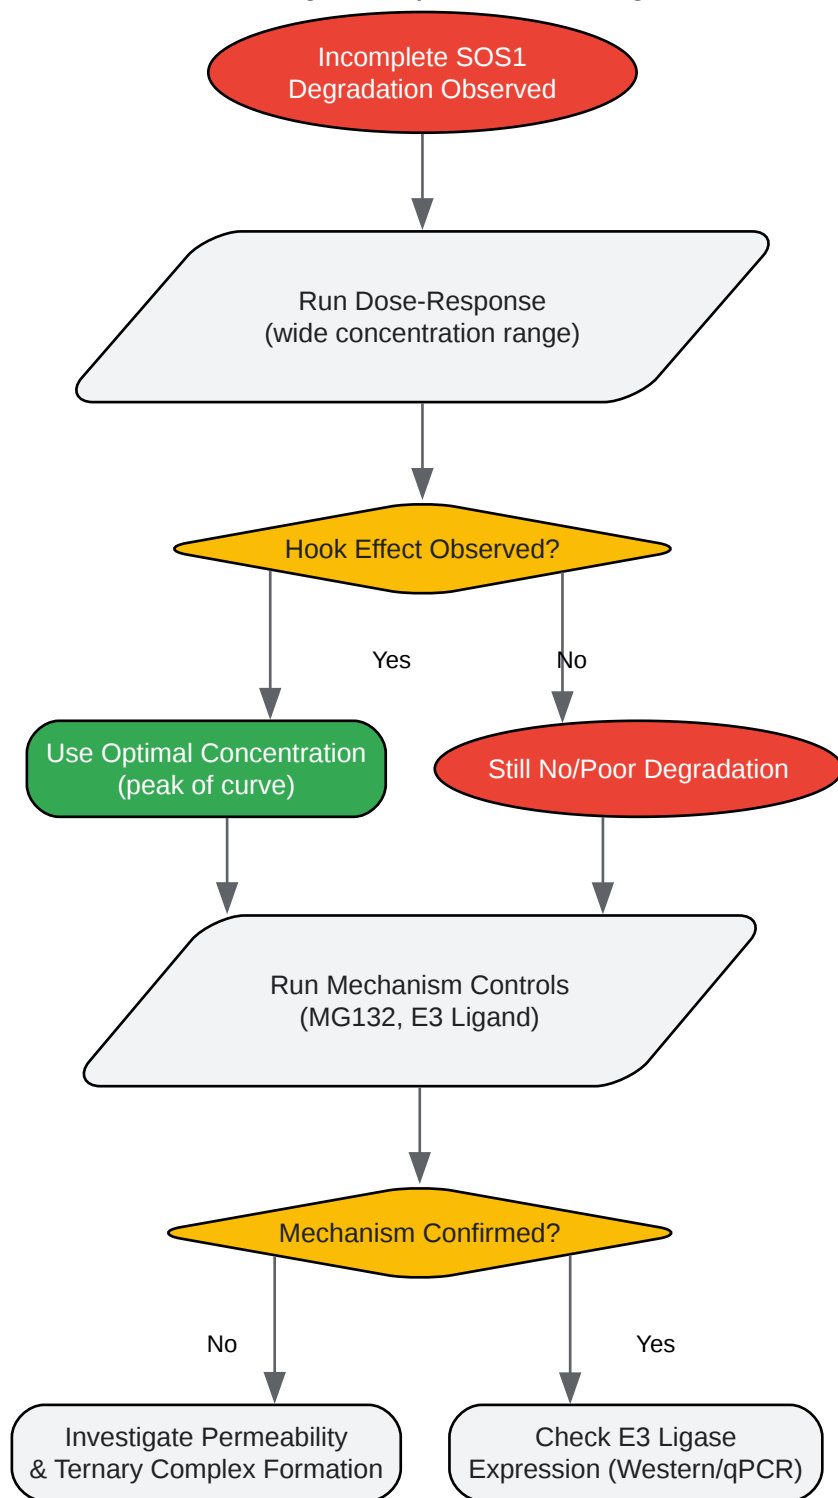 Incomplete SOS1
Degradation Observed
Run Dose-Response
(wide concentration range)
Hook Effect Observed?
Yes
No
Use Optimal Concentration
(peak of curve)
Still No/Poor Degradation
Run Mechanism Controls
(MG132, E3 Ligand)
Mechanism Confirmed?
No
Yes
Investigate Permeability
& Ternary Complex Formation
Check E3 Ligase
Expression (Western/qPCR)